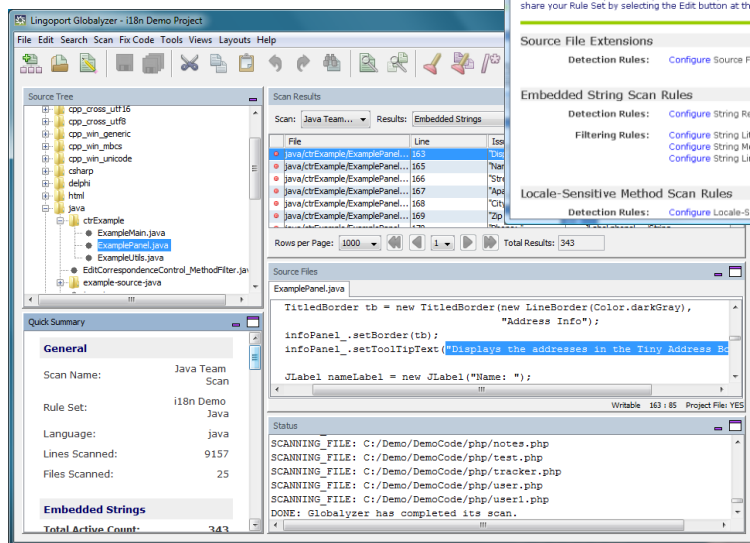 Lingoport Globalyzer - i18n Demo Project
File Edit Search Scan Fix Code Tools Views Layouts Help
Source Tree
cpp_cross_utf16
cpp_cross_utf8
cpp_win_generic
cpp_win_mbcs
cpp_win_unicode
csharp
delphi
html
java
ctrExample
ExampleMain.java
ExamplePanel.java
ExampleUtils.java
EditCorrespondenceControl_MethodFilter.jav
example-source-java
Quick Summary
General
Scan Name: Java Team Scan
Rule Set: i18n Demo Java
Language: java
Lines Scanned: 9157
Files Scanned: 25
Embedded Strings
Total Active Count: 343
Scan Results
Scan: Java Team... Results: Embedded Strings
File Line Iss
java/ctrExample/ExamplePanel... 163 "Disp
java/ctrExample/ExamplePanel... 165 "Nam
java/ctrExample/ExamplePanel... 166 "Stre
java/ctrExample/ExamplePanel... 167 "Apa
java/ctrExample/ExamplePanel... 168 "City
java/ctrExample/ExamplePanel... 169 "Zip
Rows per Page: 1000 1 Total Results: 343
Source Files
ExamplePanel.java
TitledBorder tb = new TitledBorder(new LineBorder(Color.darkGray),
"Address Info");
infoPanel_.setBorder(tb);
infoPanel_.setToolTipText("Displays the addresses in the Tiny Address Bo
JLabel nameLabel = new JLabel("Name: ");
Writable 163 : 85 Project File: YES
Status
SCANNING_FILE: C:/Demo/DemoCode/php/notes.php
SCANNING_FILE: C:/Demo/DemoCode/php/test.php
SCANNING_FILE: C:/Demo/DemoCode/php/tracker.php
SCANNING_FILE: C:/Demo/DemoCode/php/user.php
SCANNING_FILE: C:/Demo/DemoCode/php/user1.php
DONE: Globalyzer has completed its scan.
share your Rule Set by selecting the Edit button at th
Source File Extensions
Detection Rules: Configure Source F
Embedded String Scan Rules
Detection Rules: Configure String Re
Filtering Rules: Configure String Lit
Configure String Me
Configure String Lin
Locale-Sensitive Method Scan Rules
Detection Rules: Configure Locale-S